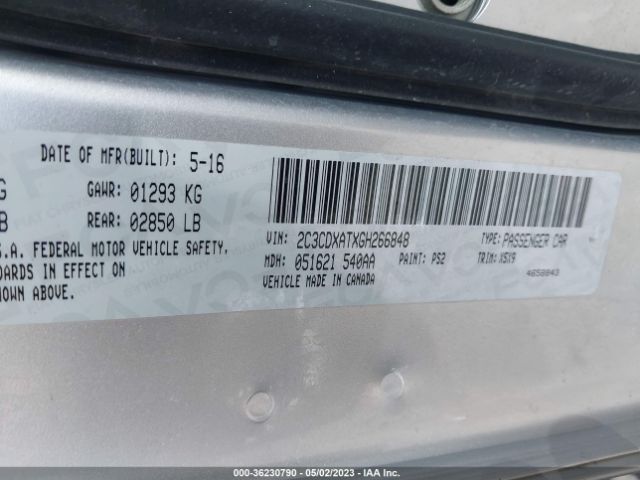 DATE OF MFR(BUILT): 5-16
G GAWR: 01293 KG
B REAR: 02850 LB
S.A. FEDERAL MOTOR VEHICLE SAFETY,
DARDS IN EFFECT ON
HOWN ABOVE.
VIN: 2C3CDXATXGH266848 TYPE: PASSENGER CAR
MDH: 051621 540AA PAINT: PS2 TRIM: X5X9
VEHICLE MADE IN CANADA 4658843
000-36230790 - 05/02/2023 - IAA Inc.